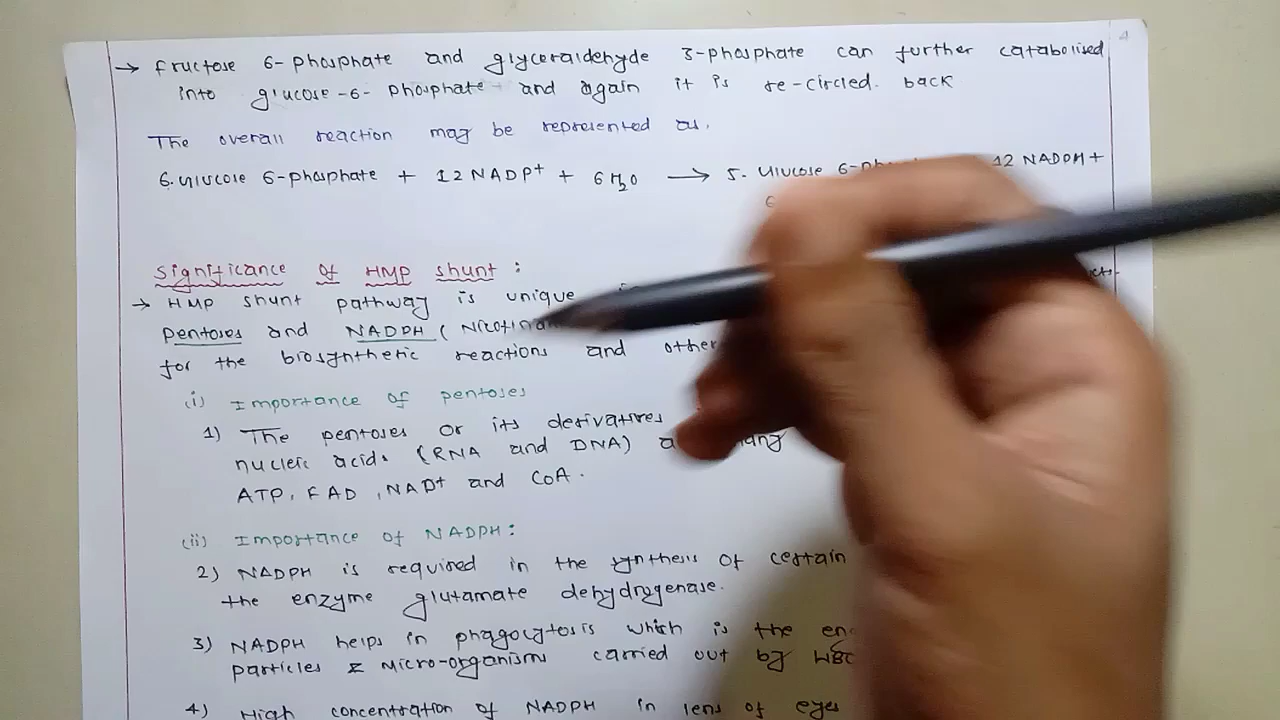 4
→ fructose 6-phosphate and glyceraldehyde 3-phosphate can further catabolised
into glucose-6-phosphate and again it is re-circled. back
The overall reaction may be represented as,
6.Glucose 6-phosphate + 12NADP+ + 6H2O → 5. Glucose 6- 12 NADPH+
significance of HMP shunt :
→ HMP shunt pathway is unique
pentoses and NADPH (
for the biosynthetic reactions and other
(i) Importance of pentoses
1) The pentoses or its derivatives
nucleic acids (RNA and DNA)
ATP, FAD, NAD+ and CoA.
(ii) Importance of NADPH:
2) NADPH is required in the synthesis of certain
the enzyme glutamate dehydrogenase.
3) NADPH helps in phagocytosis which is the
particles & Micro-organisms carried out by WBC
4) High concentration of NADPH in lens of eyes